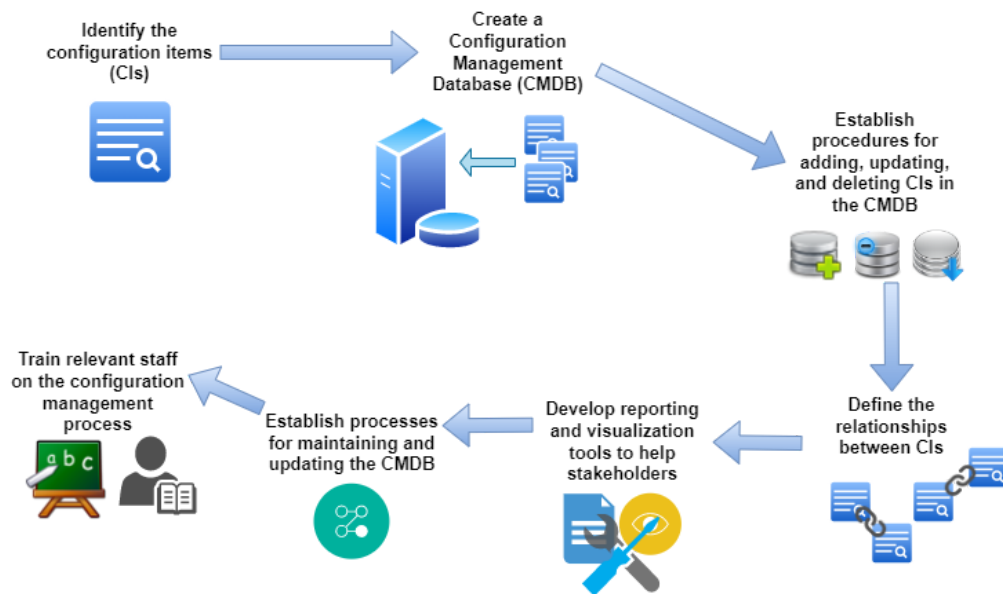 Identify the
configuration items
(CIs)
Create a
Configuration
Management
Database (CMDB)
Establish
procedures for
adding, updating,
and deleting CIs in
the CMDB
Define the
relationships
between CIs
Develop reporting
and visualization
tools to help
stakeholders
Establish processes
for maintaining and
updating the CMDB
Train relevant staff
on the configuration
management
process
a b c